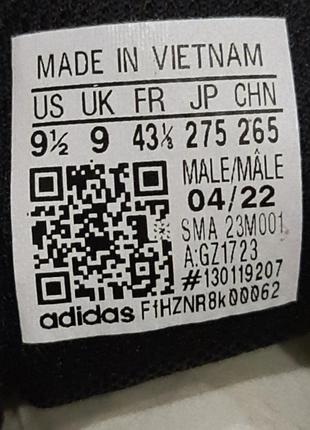 MADE IN VIETNAM
US UK FR JP CHN
9½ 9 43⅓ 275 265
MALE/MÂLE
04/22
SMA 23M001
A:GZ1723
#130119207
adidas FfHZNR8k00062